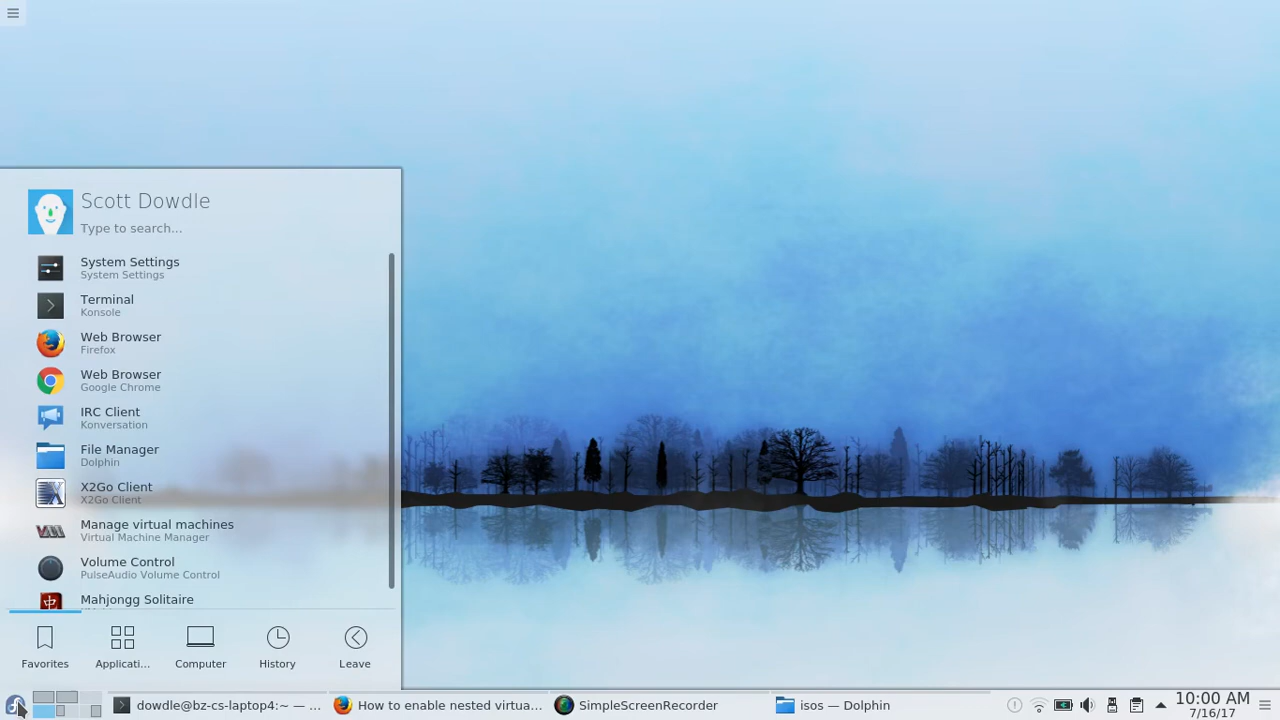 Scott Dowdle
Type to search...
System Settings
System Settings
Terminal
Konsole
Web Browser
Firefox
Web Browser
Google Chrome
IRC Client
Konversation
File Manager
Dolphin
X2Go Client
X2Go Client
Manage virtual machines
Virtual Machine Manager
Volume Control
PulseAudio Volume Control
Mahjongg Solitaire
Favorites
Applicati...
Computer
History
Leave
dowdle@bz-cs-laptop4:~ — ...
How to enable nested virtua...
SimpleScreenRecorder
isos — Dolphin
10:00 AM
7/16/17